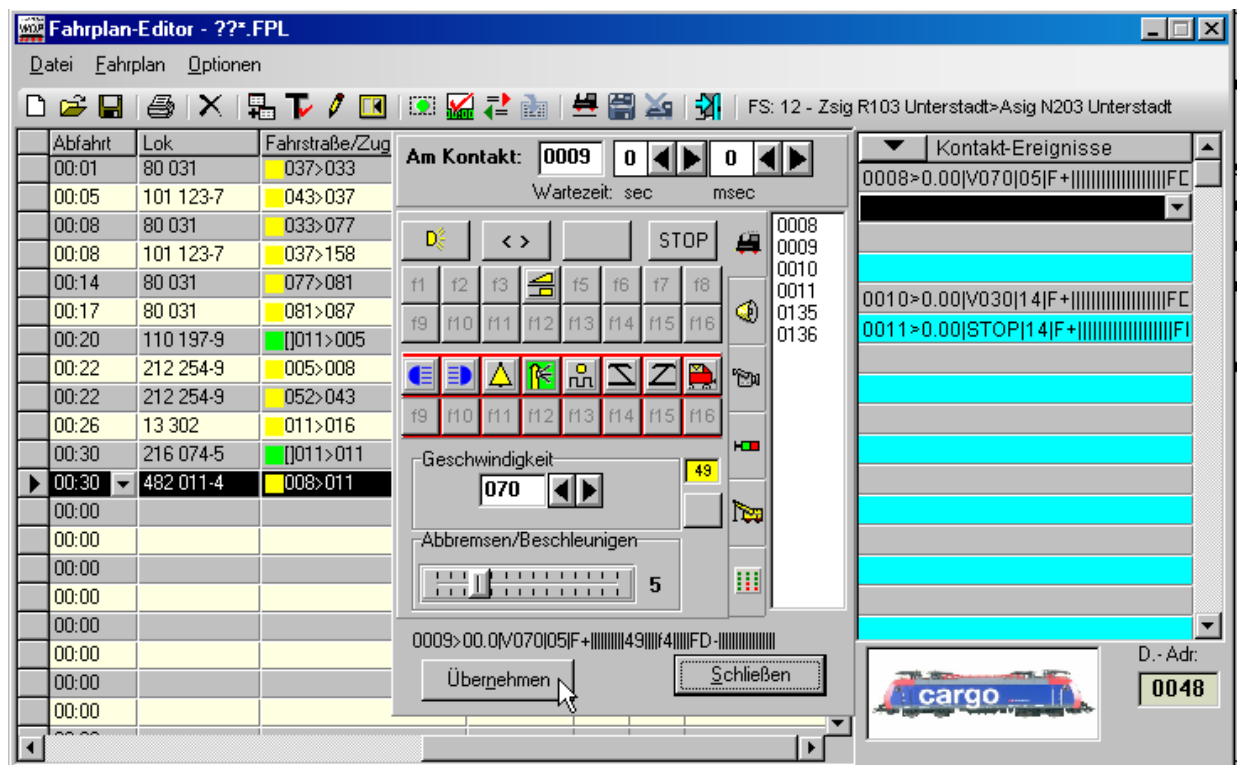 Fahrplan-Editor - ??*.FPL
Datei Fahrplan Optionen
FS: 12 - Zsig R103 Unterstadt>Asig N203 Unterstadt
Abfahrt Lok Fahrstraße/Zug
00:01 80 031 037>033
00:05 101 123-7 043>037
00:08 80 031 033>077
00:08 101 123-7 037>158
00:14 80 031 077>081
00:17 80 031 081>087
00:20 110 197-9 []011>005
00:22 212 254-9 005>008
00:22 212 254-9 052>043
00:26 13 302 011>016
00:30 216 074-5 []011>011
00:30 482 011-4 008>011
00:00
00:00
00:00
00:00
00:00
00:00
00:00
00:00
Am Kontakt: 0009 0 0
Wartezeit: sec msec
D < > STOP
f1 f2 f3 f5 f6 f7 f8
f9 f10 f11 f12 f13 f14 f15 f16
f9 f10 f11 f12 f13 f14 f15 f16
Geschwindigkeit
070
49
Abbremsen/Beschleunigen
5
0009>00.0|V070|05|F+||||||||||49|||||f4||||||FD-||||||||||||||||
Übernehmen
Schließen
0008
0009
0010
0011
0135
0136
Kontakt-Ereignisse
0008>0.00|V070|05|F+|||||||||||||||||||FD
0010>0.00|V030|14|F+|||||||||||||||||||FD
0011>0.00|STOP|14|F+|||||||||||||||||||FI
cargo
D.- Adr:
0048